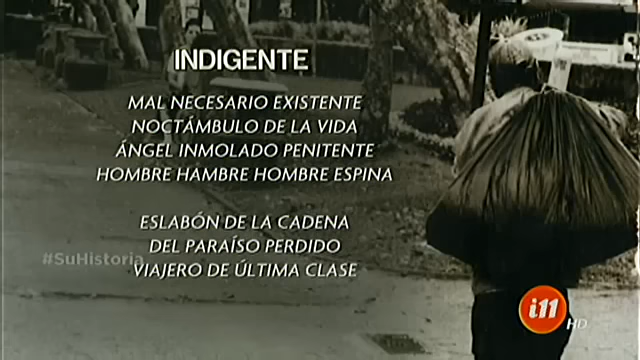 INDIGENTE
MAL NECESARIO EXISTENTE
NOCTÁMBULO DE LA VIDA
ÁNGEL INMOLADO PENITENTE
HOMBRE HAMBRE HOMBRE ESPINA
ESLABÓN DE LA CADENA
DEL PARAÍSO PERDIDO
VIAJERO DE ÚLTIMA CLASE
#SuHistoria
i11
HD